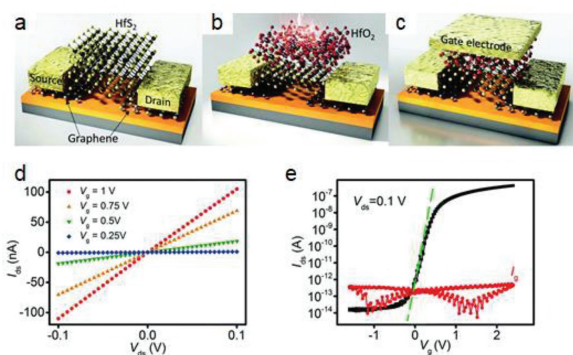 a
HfS2
Source
Drain
Graphene
b
HfO2
c
Gate electrode
d
Vg = 1 V
Vg = 0.75 V
Vg = 0.5V
Vg = 0.25V
100
50
0
-50
-100
Ids (nA)
-0.1
0.0
0.1
Vds (V)
e
Vds=0.1 V
10-7
10-8
10-9
10-10
10-11
10-12
10-13
10-14
Ids (A)
Ig
-1
0
1
2
Vg (V)